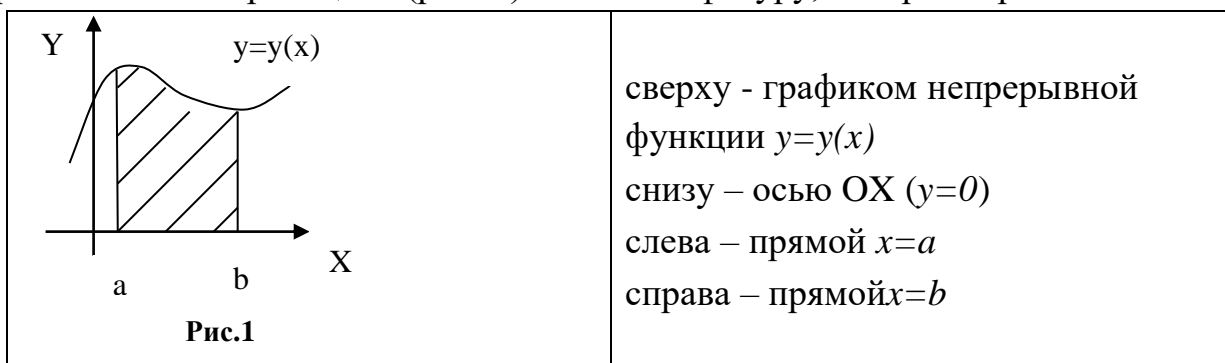 Y
y=y(x)
X
a
b
Рис.1
сверху - графиком непрерывной
функции y=y(x)
снизу – осью OX (y=0)
слева – прямой x=a
справа – прямойx=b